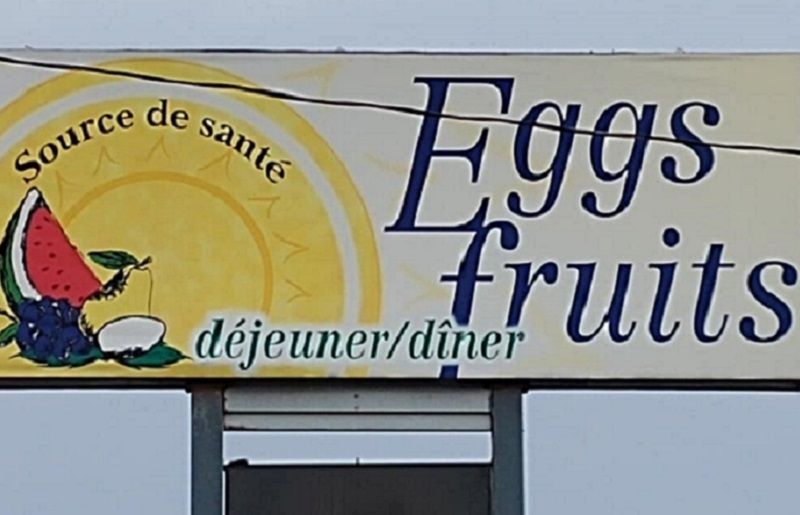 Source de santé
Eggs
fruits
déjeuner/dîner